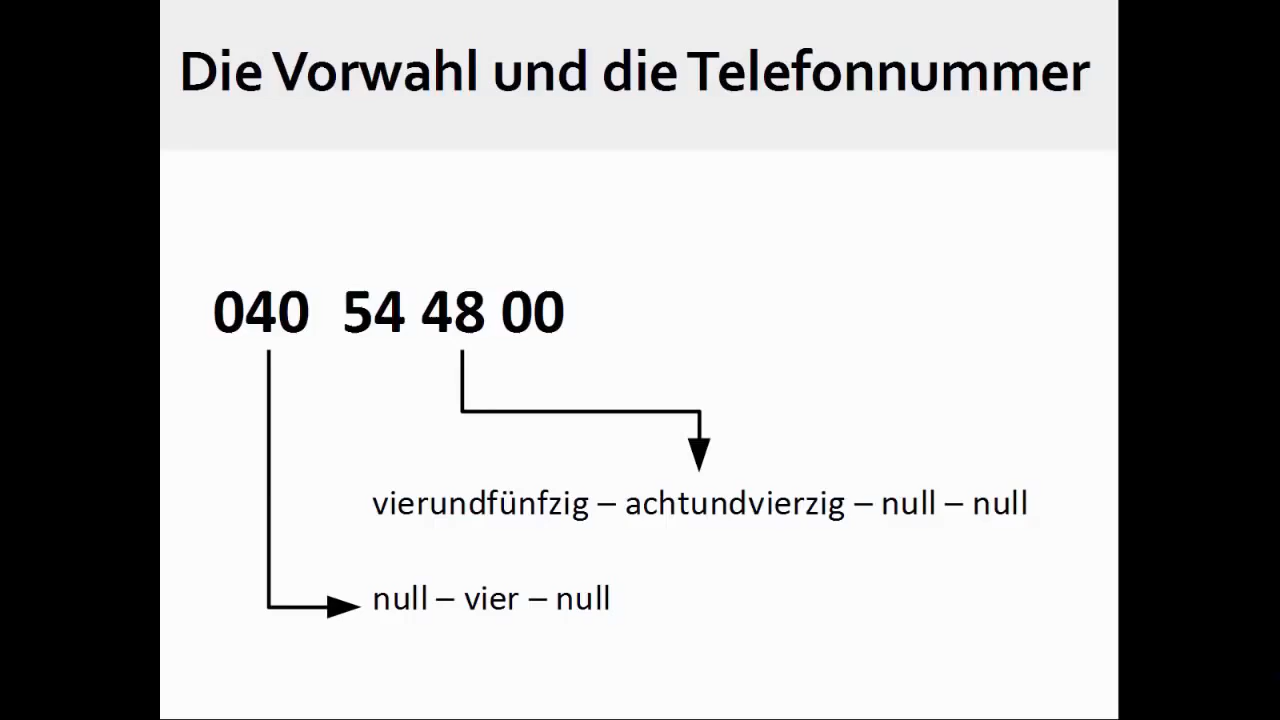 Die Vorwahl und die Telefonnummer
040 54 48 00
vierundfünfzig – achtundvierzig – null – null
null – vier – null